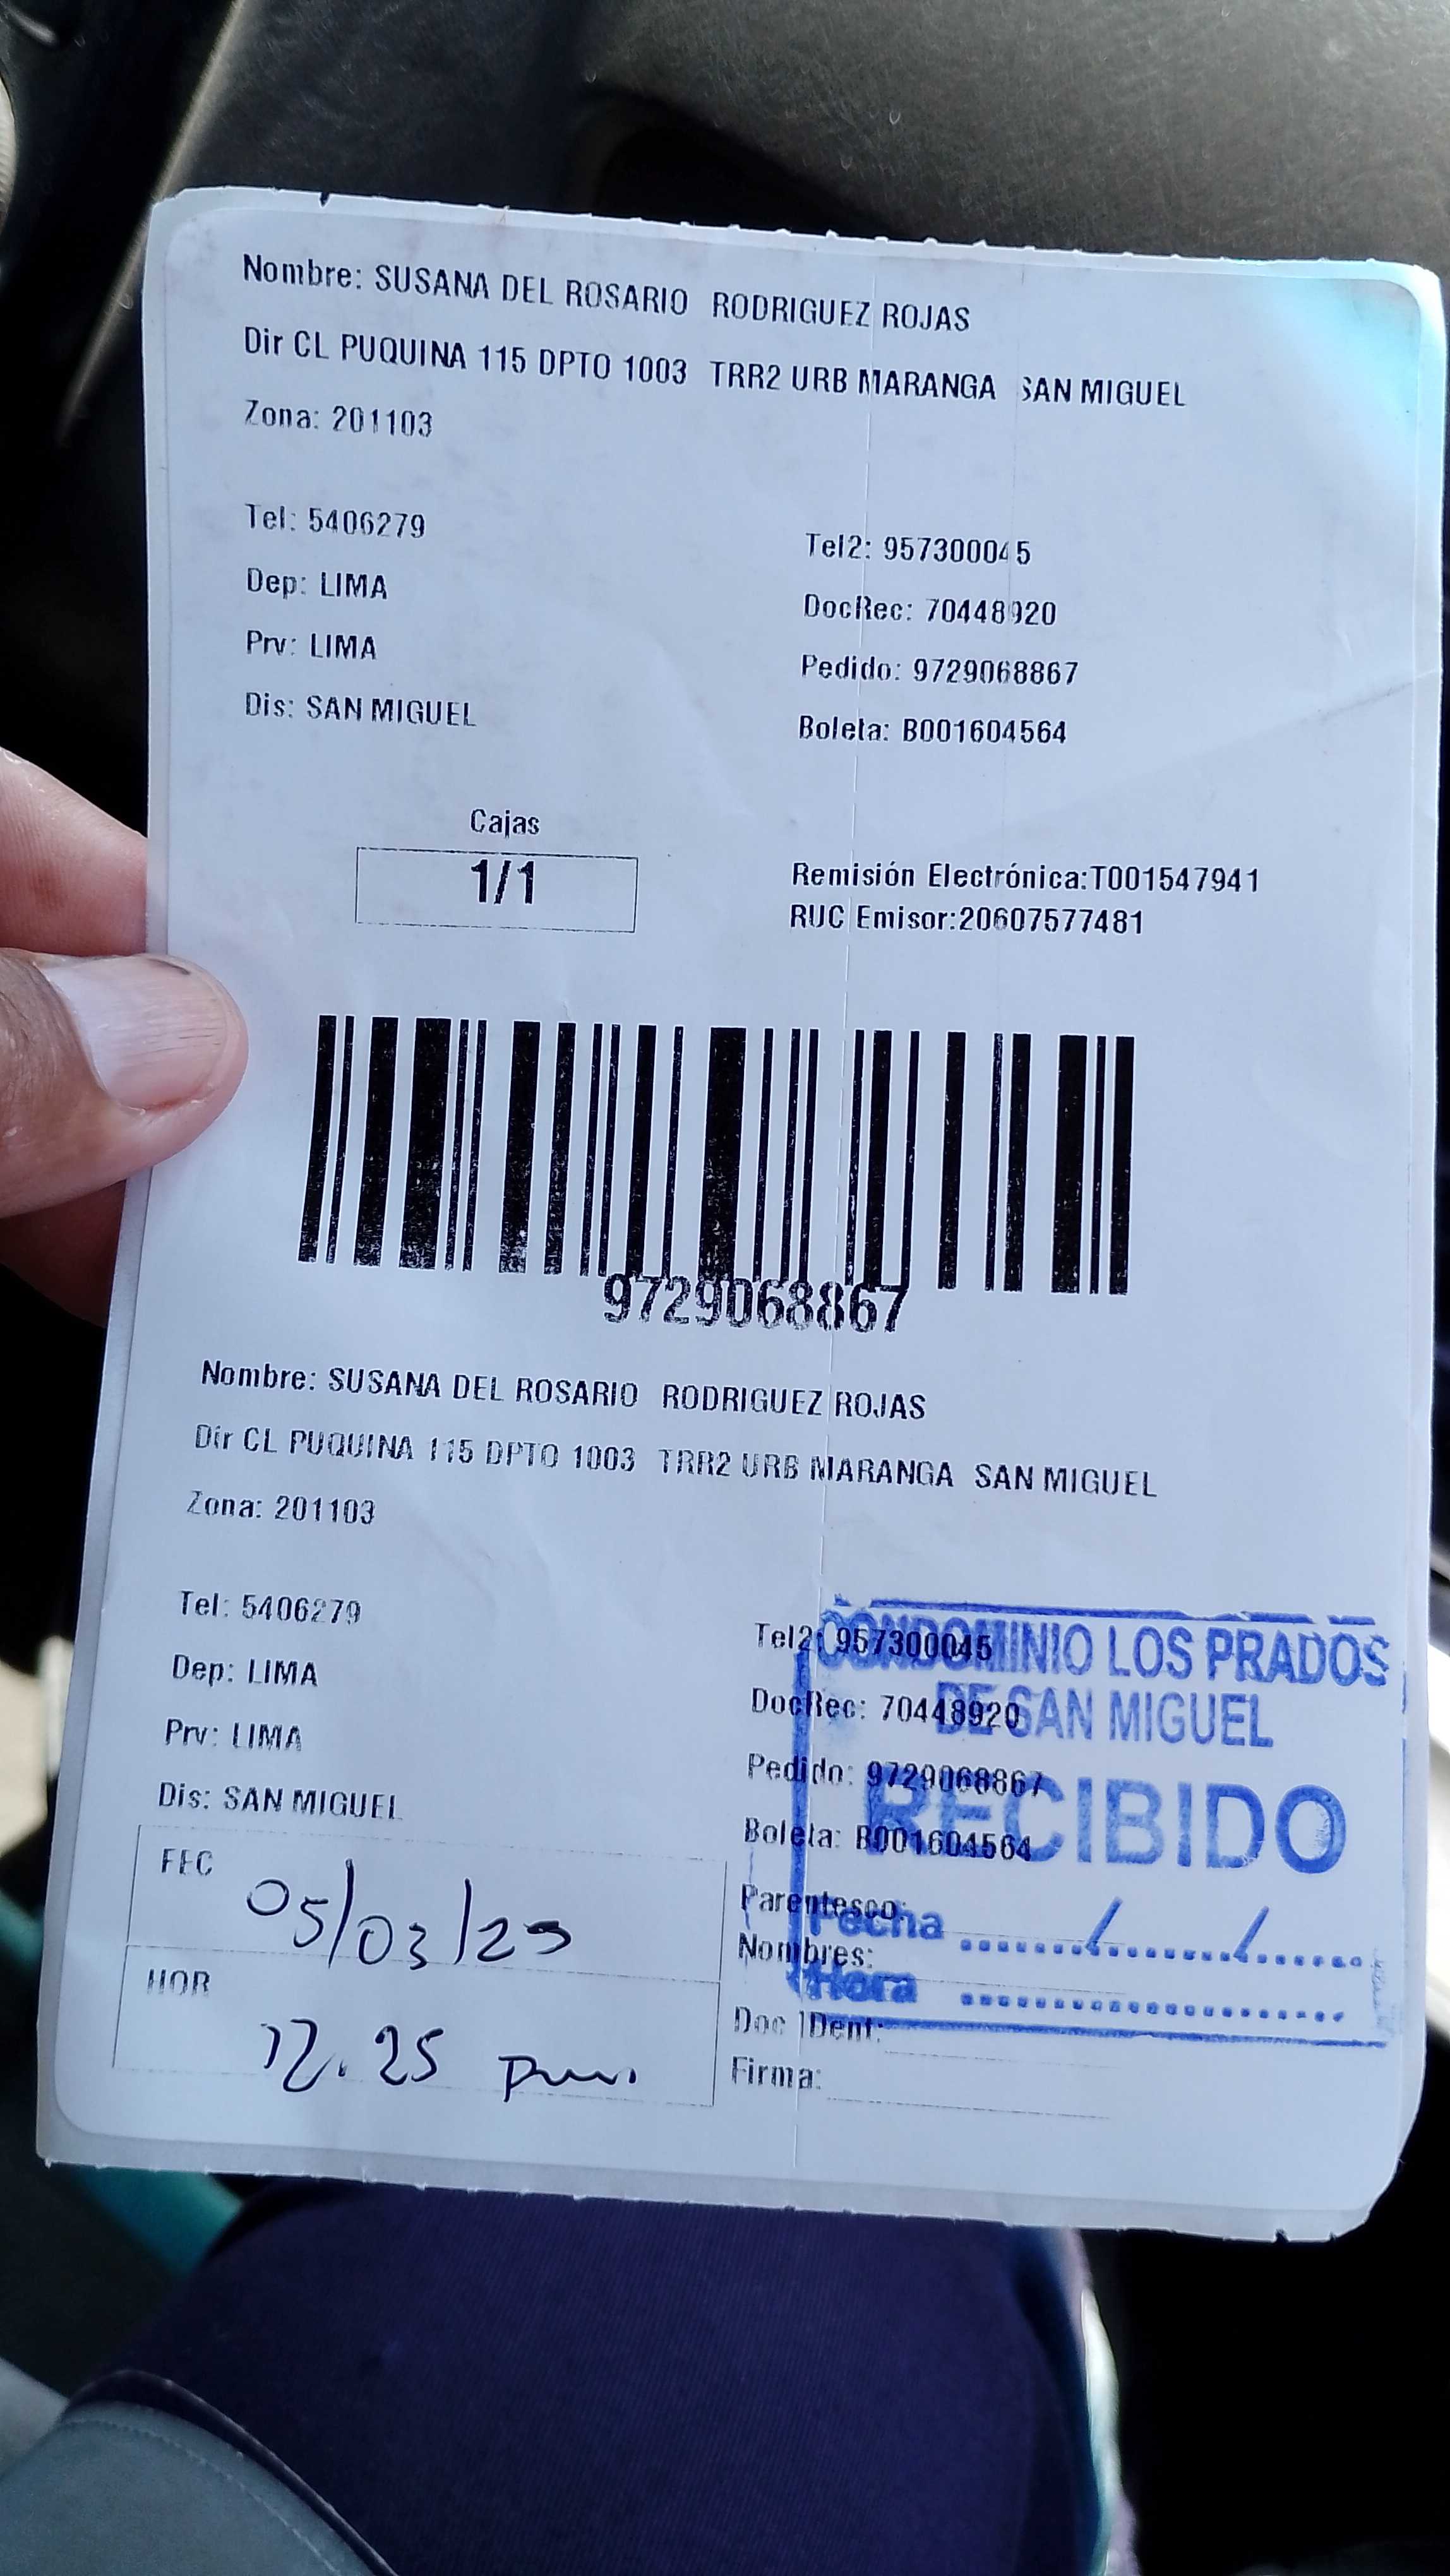 Nombre: SUSANA DEL ROSARIO RODRIGUEZ ROJAS
Dir CL PUQUINA 115 DPTO 1003 TRR2 URB MARANGA SAN MIGUEL
Zona: 201103
Tel: 5406279
Tel2: 957300045
Dep: LIMA
DocRec: 70448920
Prv: LIMA
Pedido: 9729068867
Dis: SAN MIGUEL
Boleta: B001604564
Cajas
1/1
Remisión Electrónica:T001547941
RUC Emisor:20607577481
9729068867
Nombre: SUSANA DEL ROSARIO RODRIGUEZ ROJAS
Dir CL PUQUINA 115 DPTO 1003 TRR2 URB MARANGA SAN MIGUEL
Zona: 201103
Tel: 5406279
Tel2: 957300045
Dep: LIMA
DocRec: 70448920
Prv: LIMA
Pedido: 9729068867
Dis: SAN MIGUEL
Boleta: B001604564
CONDOMINIO LOS PRADOS
DE SAN MIGUEL
RECIBIDO
Fecha ......./........./.........
Hora ..............................
FEC
05/03/25
HOR
12.25 pm.
Parentesco:
Nombres:
Doc IDent:
Firma: